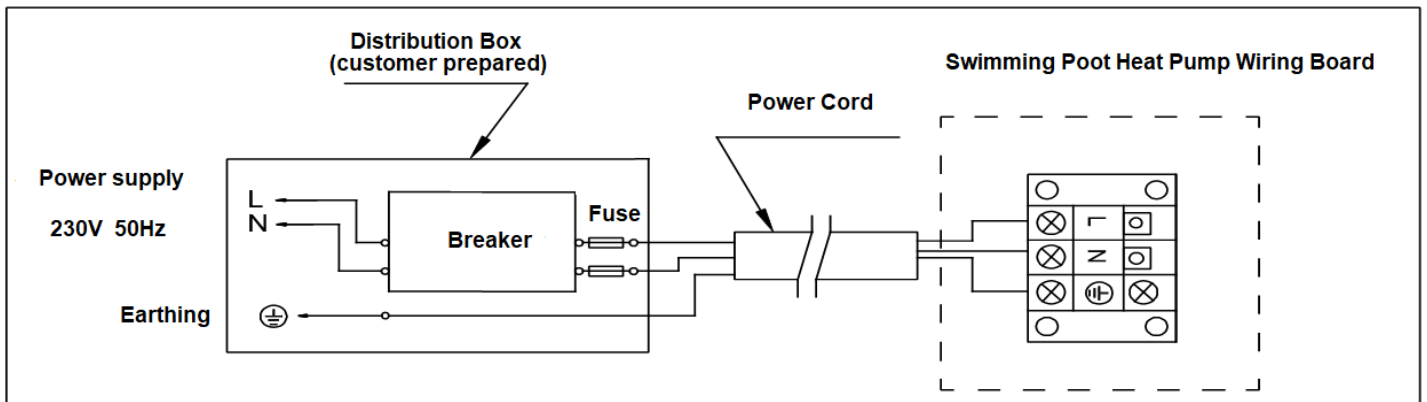 Distribution Box
(customer prepared)
Swimming Poot Heat Pump Wiring Board
Power Cord
Power supply
230V 50Hz
L
N
Fuse
Breaker
Earthing
L
N